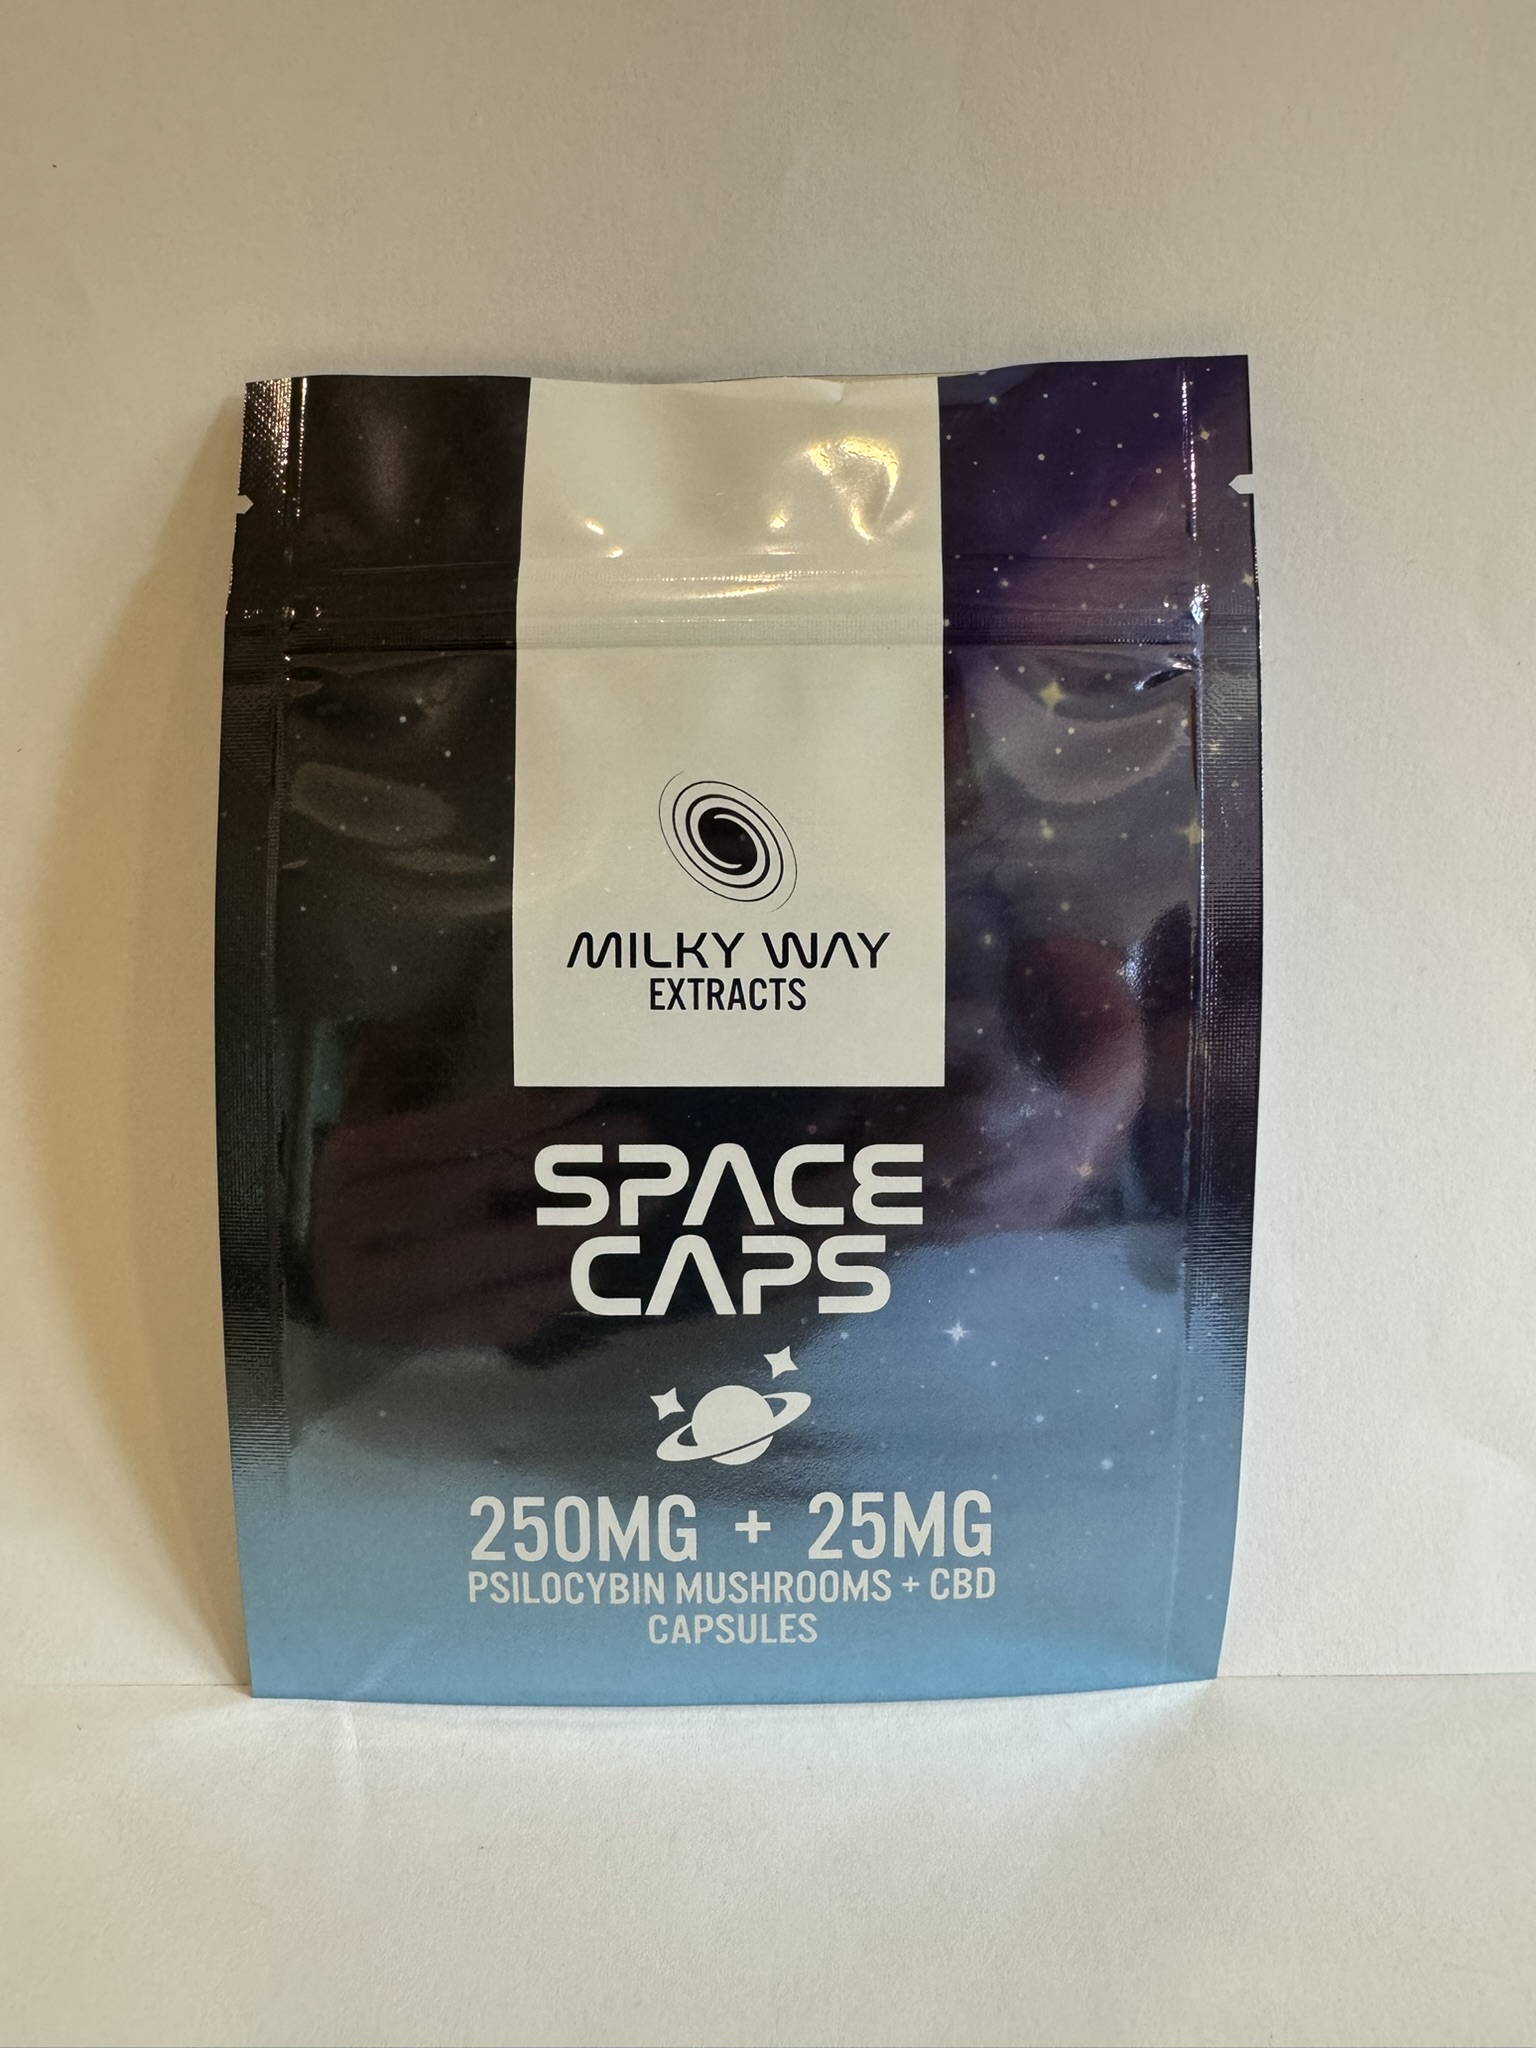 MILKY WAY
EXTRACTS
SPACE
CAPS
250MG + 25MG
PSILOCYBIN MUSHROOMS + CBD
CAPSULES